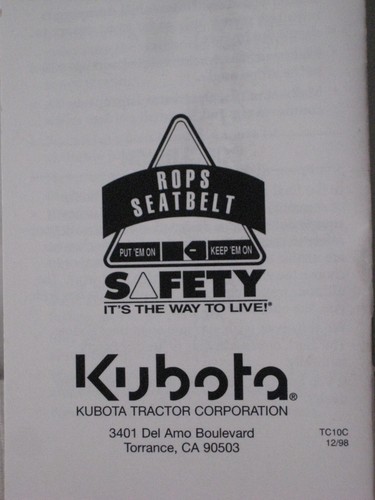 ROPS
SEATBELT
PUT 'EM ON KEEP 'EM ON
SAFETY
IT'S THE WAY TO LIVE!®
Kubota®
KUBOTA TRACTOR CORPORATION
3401 Del Amo Boulevard TC10C
Torrance, CA 90503 12/98